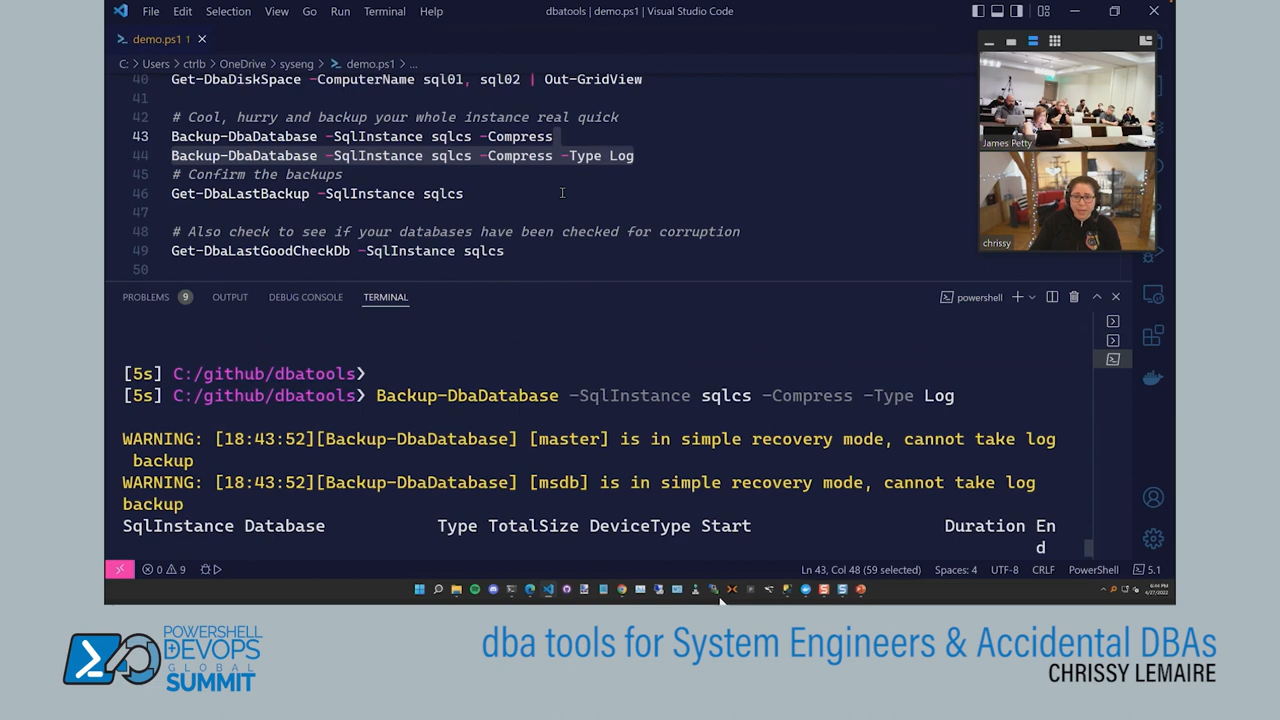 File Edit Selection View Go Run Terminal Help
dbatools | demo.ps1 | Visual Studio Code
demo.ps1 1
C: > Users > ctrlb > OneDrive > syseng > demo.ps1 > ...
40 Get-DbaDiskSpace -ComputerName sql01, sql02 | Out-GridView
41
42 # Cool, hurry and backup your whole instance real quick
43 Backup-DbaDatabase -SqlInstance sqlcs -Compress
44 Backup-DbaDatabase -SqlInstance sqlcs -Compress -Type Log
45 # Confirm the backups
46 Get-DbaLastBackup -SqlInstance sqlcs
47
48 # Also check to see if your databases have been checked for corruption
49 Get-DbaLastGoodCheckDb -SqlInstance sqlcs
50
James Petty
chrissy
PROBLEMS 9 OUTPUT DEBUG CONSOLE TERMINAL
powershell
[5s] C:/github/dbatools❯
[5s] C:/github/dbatools❯ Backup-DbaDatabase -SqlInstance sqlcs -Compress -Type Log
WARNING: [18:43:52][Backup-DbaDatabase] [master] is in simple recovery mode, cannot take log
backup
WARNING: [18:43:52][Backup-DbaDatabase] [msdb] is in simple recovery mode, cannot take log
backup
SqlInstance Database Type TotalSize DeviceType Start Duration En
d
0 9 Ln 43, Col 48 (59 selected) Spaces: 4 UTF-8 CRLF PowerShell 5.1
6:44 PM
4/27/2022
POWERSHELL
DEVOPS
GLOBAL
SUMMIT
dba tools for System Engineers & Accidental DBAs
CHRISSY LEMAIRE